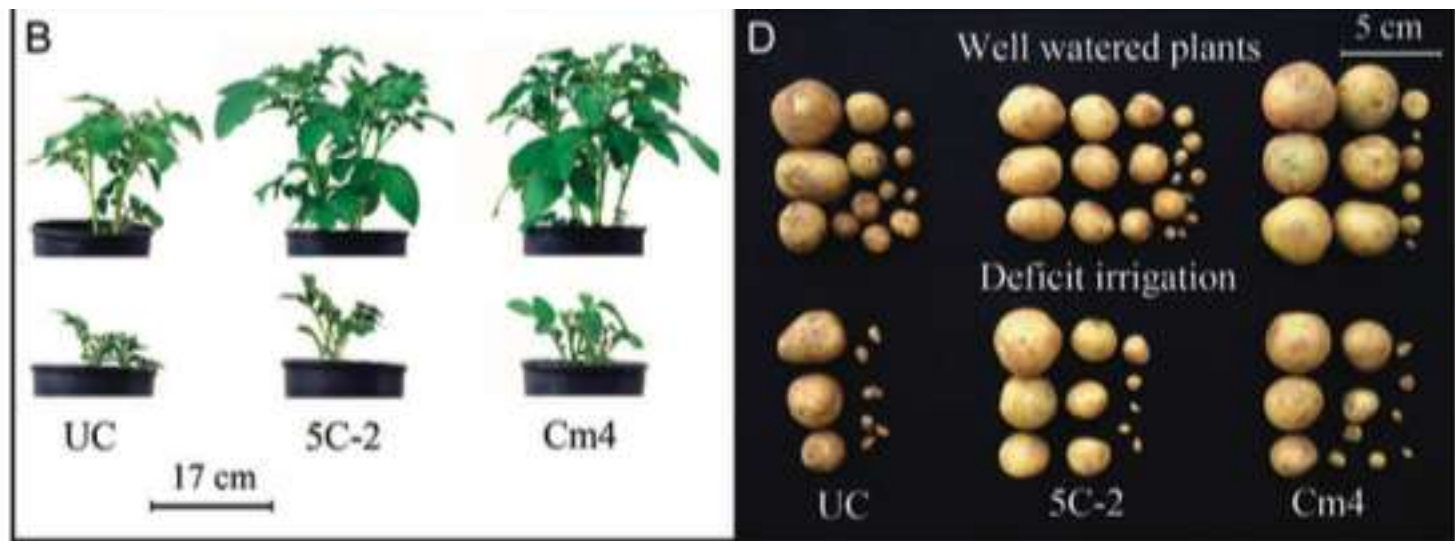 B
UC 5C-2 Cm4
17 cm
D
5 cm
Well watered plants
Deficit irrigation
UC 5C-2 Cm4